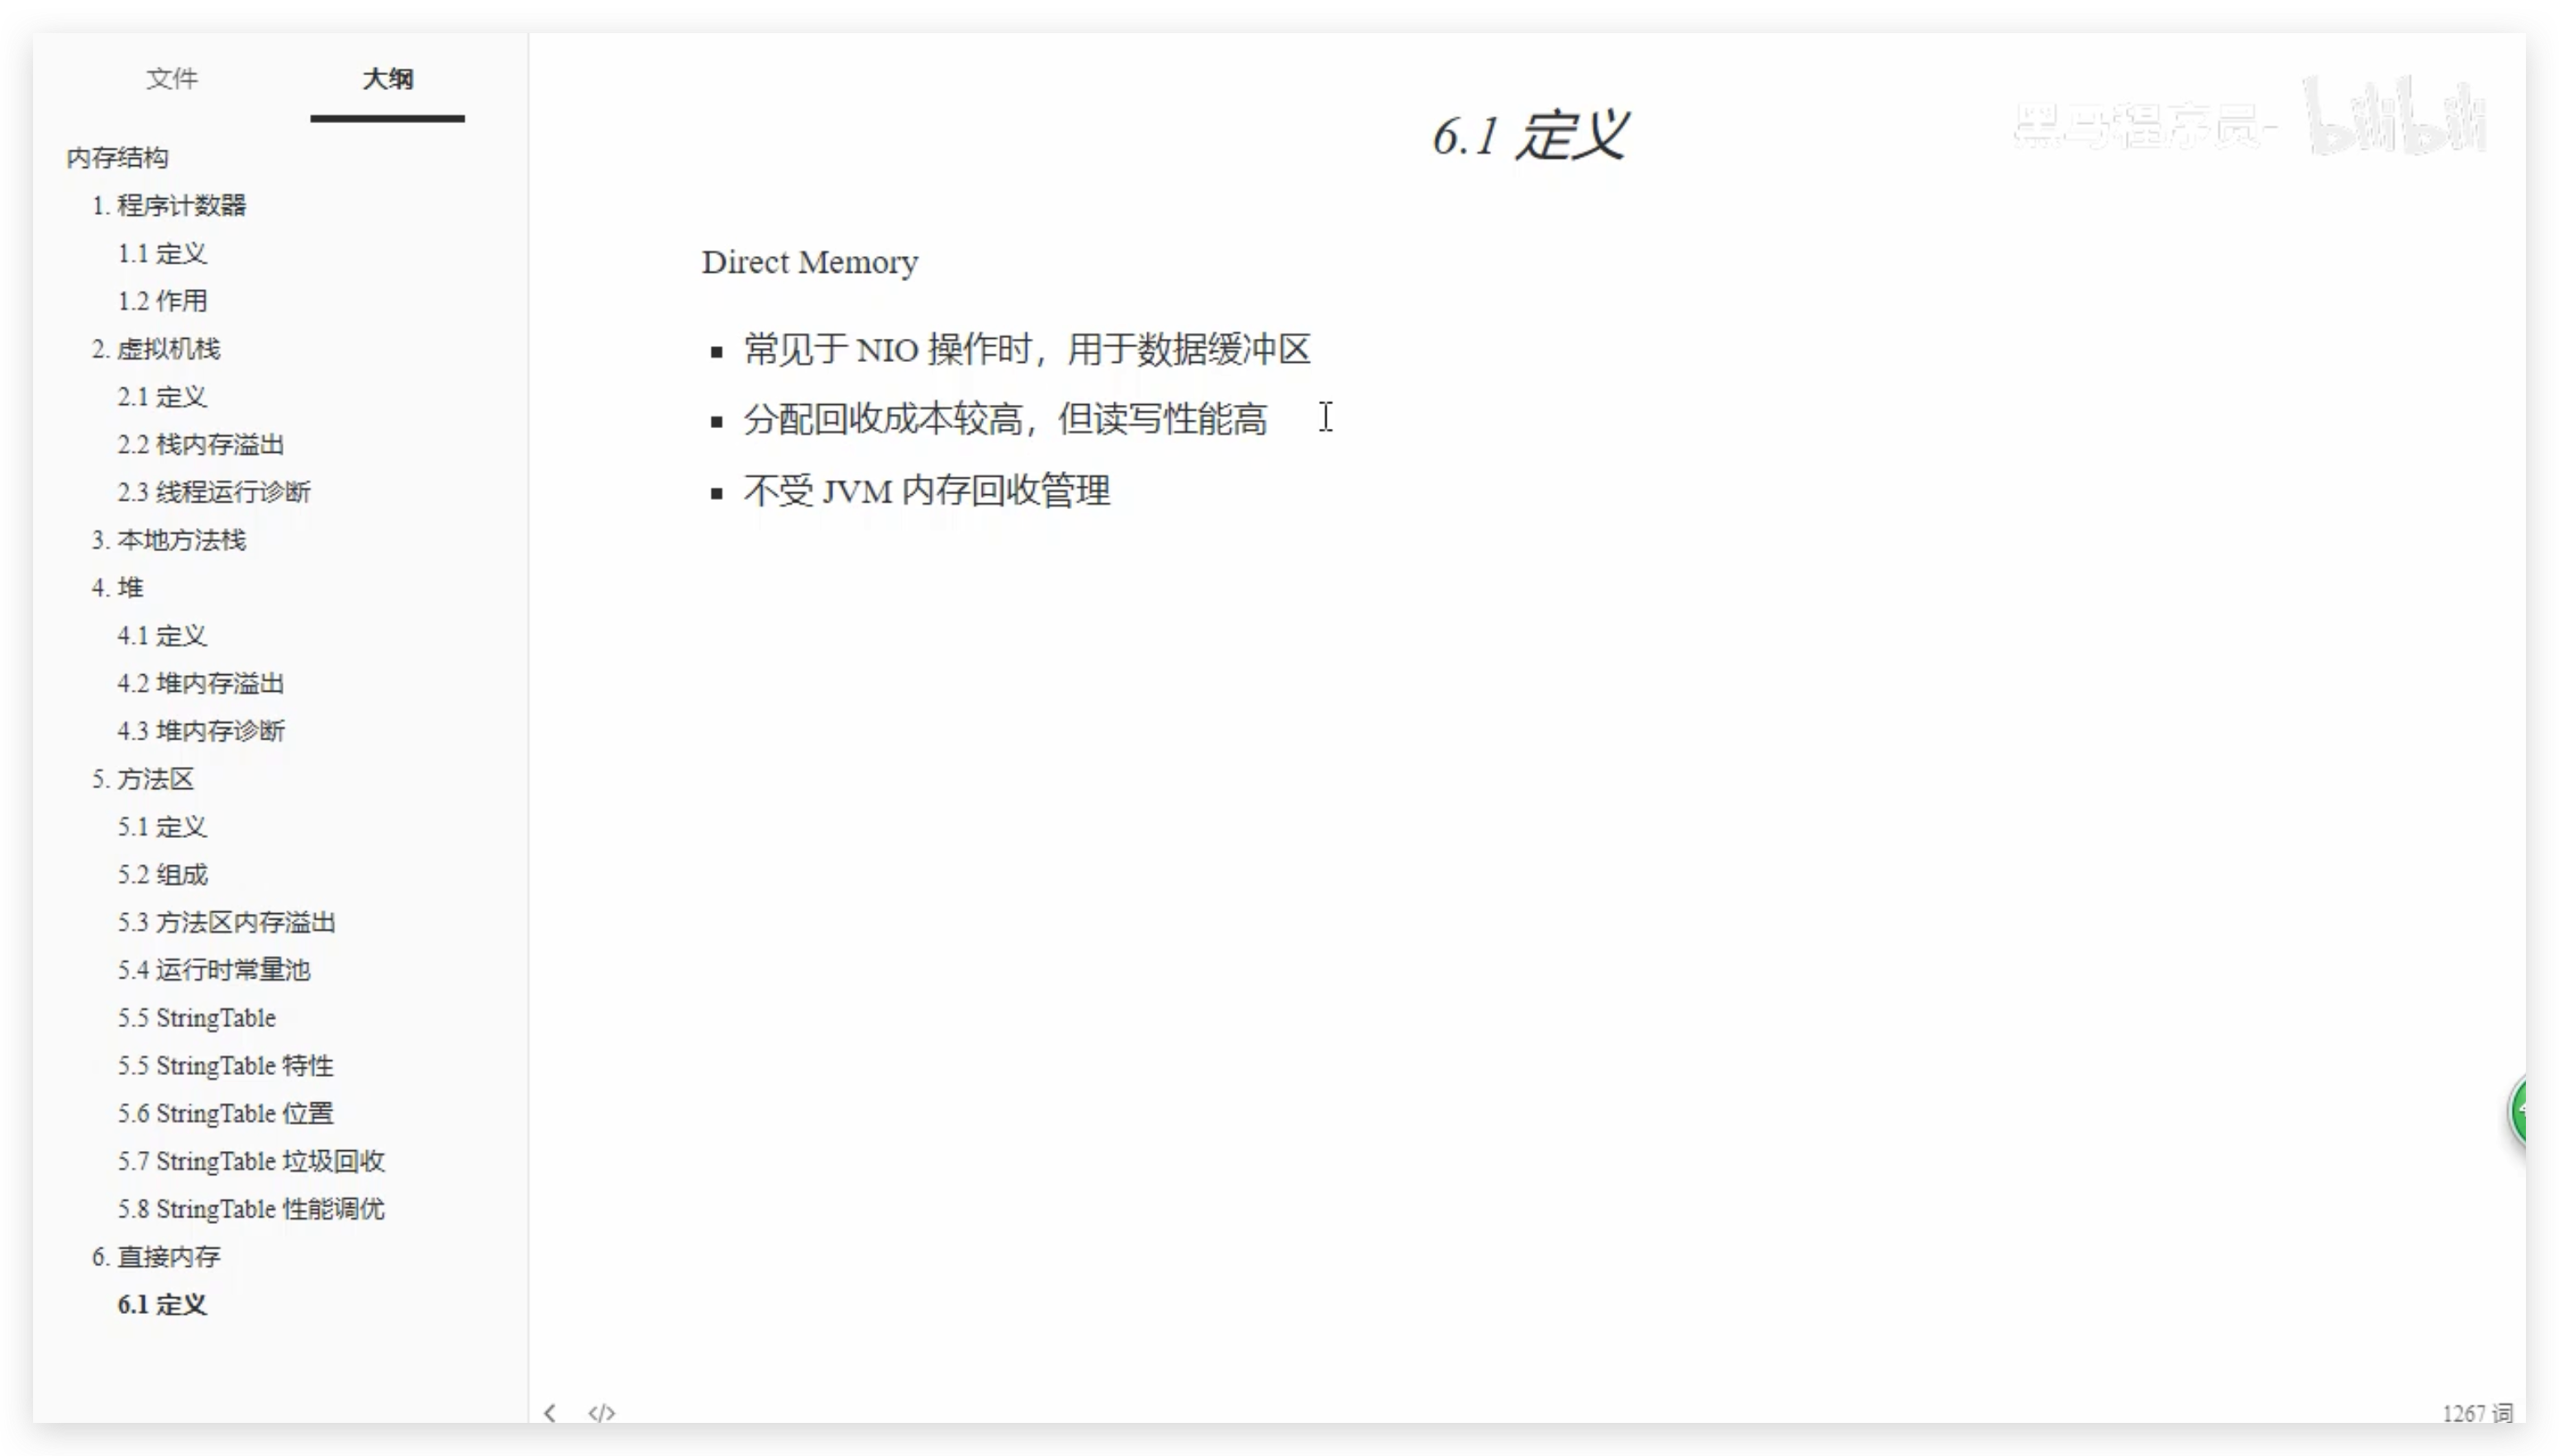 文件 大纲
内存结构
1. 程序计数器
1.1 定义
1.2 作用
2. 虚拟机栈
2.1 定义
2.2 栈内存溢出
2.3 线程运行诊断
3. 本地方法栈
4. 堆
4.1 定义
4.2 堆内存溢出
4.3 堆内存诊断
5. 方法区
5.1 定义
5.2 组成
5.3 方法区内存溢出
5.4 运行时常量池
5.5 StringTable
5.5 StringTable 特性
5.6 StringTable 位置
5.7 StringTable 垃圾回收
5.8 StringTable 性能调优
6. 直接内存
6.1 定义
6.1 定义
黑马程序员- bilibili
Direct Memory
▪ 常见于 NIO 操作时，用于数据缓冲区
▪ 分配回收成本较高，但读写性能高
▪ 不受 JVM 内存回收管理
</> 
1267 词